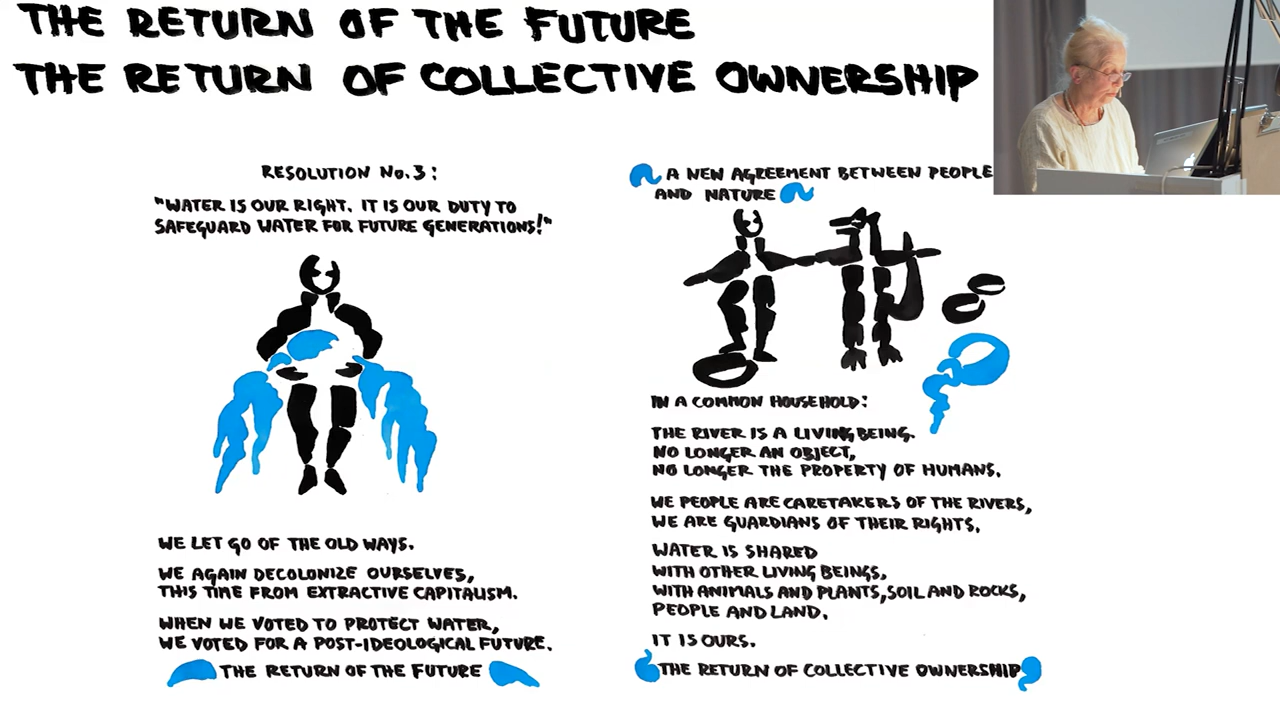 THE RETURN OF THE FUTURE
THE RETURN OF COLLECTIVE OWNERSHIP
RESOLUTION No.3:
"WATER IS OUR RIGHT. IT IS OUR DUTY TO
SAFEGUARD WATER FOR FUTURE GENERATIONS!"
WE LET GO OF THE OLD WAYS.
WE AGAIN DECOLONIZE OURSELVES,
THIS TIME FROM EXTRACTIVE CAPITALISM.
WHEN WE VOTED TO PROTECT WATER,
WE VOTED FOR A POST-IDEOLOGICAL FUTURE.
THE RETURN OF THE FUTURE
A NEW AGREEMENT BETWEEN PEOPLE
AND NATURE
IN A COMMON HOUSEHOLD:
THE RIVER IS A LIVING BEING.
NO LONGER AN OBJECT,
NO LONGER THE PROPERTY OF HUMANS.
WE PEOPLE ARE CARETAKERS OF THE RIVERS,
WE ARE GUARDIANS OF THEIR RIGHTS.
WATER IS SHARED
WITH OTHER LIVING BEINGS,
WITH ANIMALS AND PLANTS, SOIL AND ROCKS,
PEOPLE AND LAND.
IT IS OURS.
THE RETURN OF COLLECTIVE OWNERSHIP